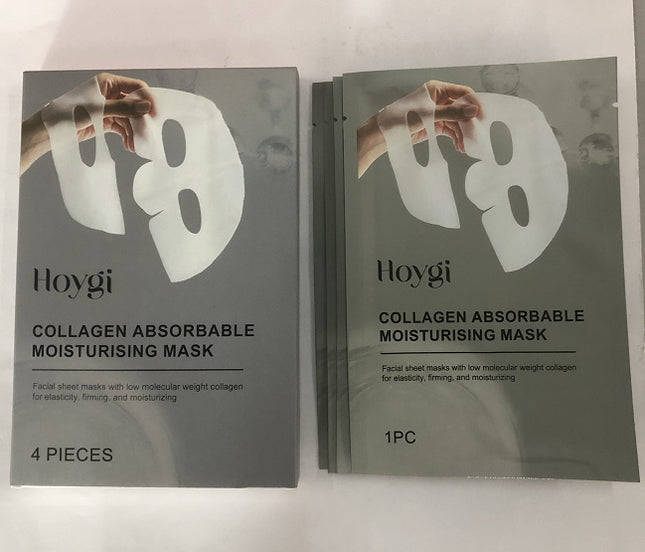 Hoygi
COLLAGEN ABSORBABLE
MOISTURISING MASK
Facial sheet masks with low molecular weight collagen
for elasticity, firming, and moisturizing
4 PIECES
Hoygi
COLLAGEN ABSORBABLE
MOISTURISING MASK
Facial sheet masks with low molecular weight collagen
for elasticity, firming, and moisturizing
1PC